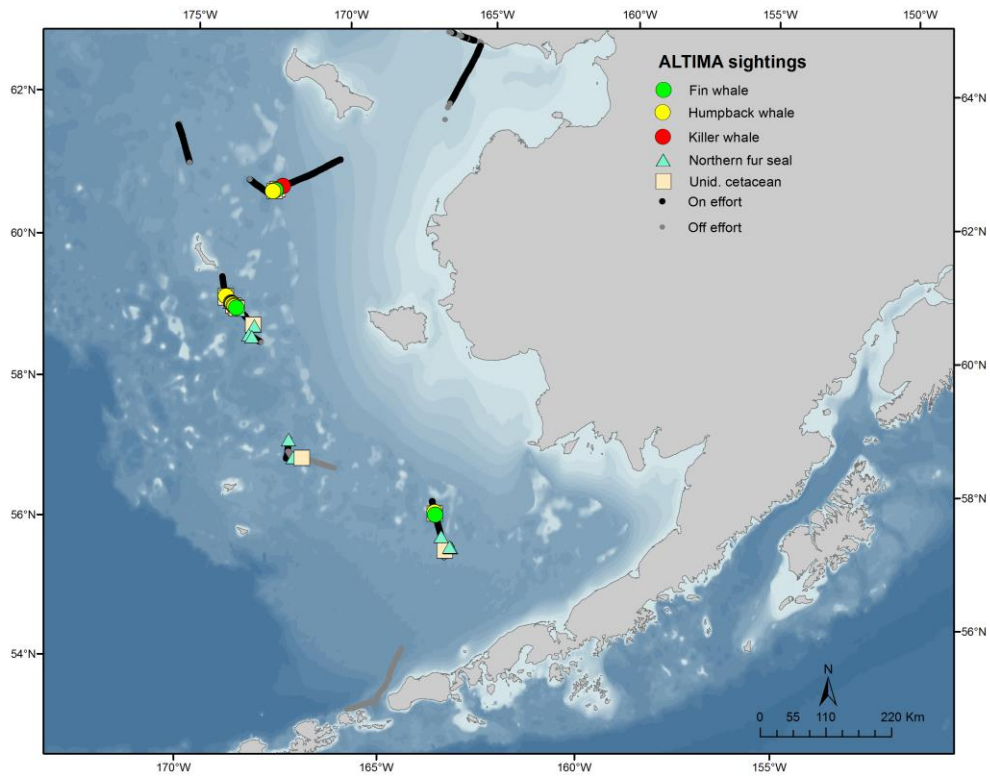 175°W 170°W 165°W 160°W 155°W 150°W
ALTIMA sightings
Fin whale
Humpback whale
Killer whale
Northern fur seal
Unid. cetacean
On effort
Off effort
62°N
60°N
58°N
56°N
54°N
64°N
62°N
60°N
58°N
56°N
N
0 55 110 220 Km
170°W 165°W 160°W 155°W